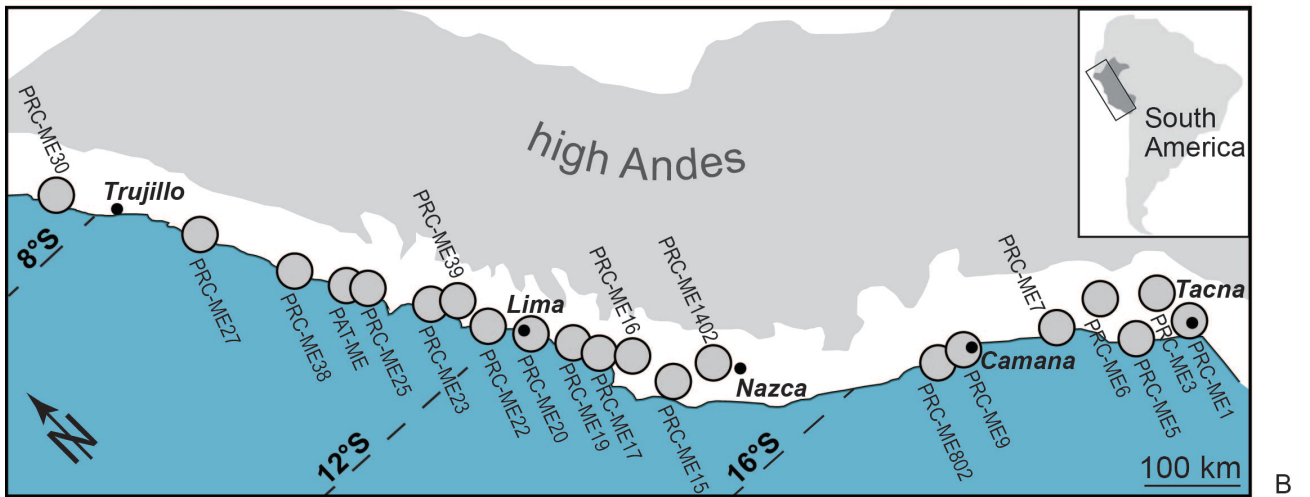 PRC-ME30
Trujillo
8°S
PRC-ME27
PRC-ME38
PAT-ME
PRC-ME25
PRC-ME39
PRC-ME23
Lima
PRC-ME22
PRC-ME20
PRC-ME19
PRC-ME17
PRC-ME16
PRC-ME15
PRC-ME1402
Nazca
12°S
16°S
high Andes
PRC-ME802
PRC-ME9
Camana
PRC-ME7
PRC-ME6
PRC-ME5
PRC-ME3
PRC-ME1
Tacna
South
America
N
100 km
B